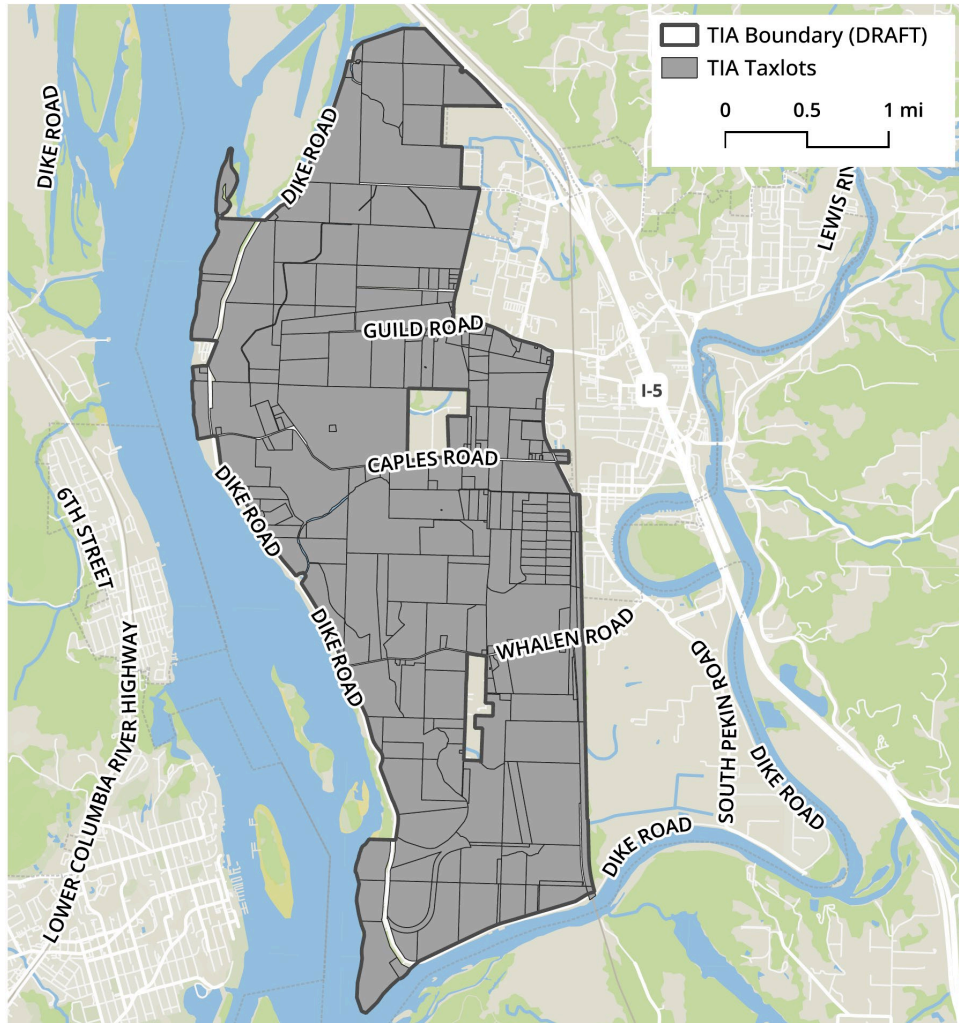 TIA Boundary (DRAFT)
TIA Taxlots
0 0.5 1 mi
DIKE ROAD
DIKE ROAD
LEWIS RIV
GUILD ROAD
I-5
CAPLES ROAD
DIKE ROAD
6TH STREET
DIKE ROAD
WHALEN ROAD
SOUTH PEKIN ROAD
LOWER COLUMBIA RIVER HIGHWAY
DIKE ROAD
DIKE ROAD